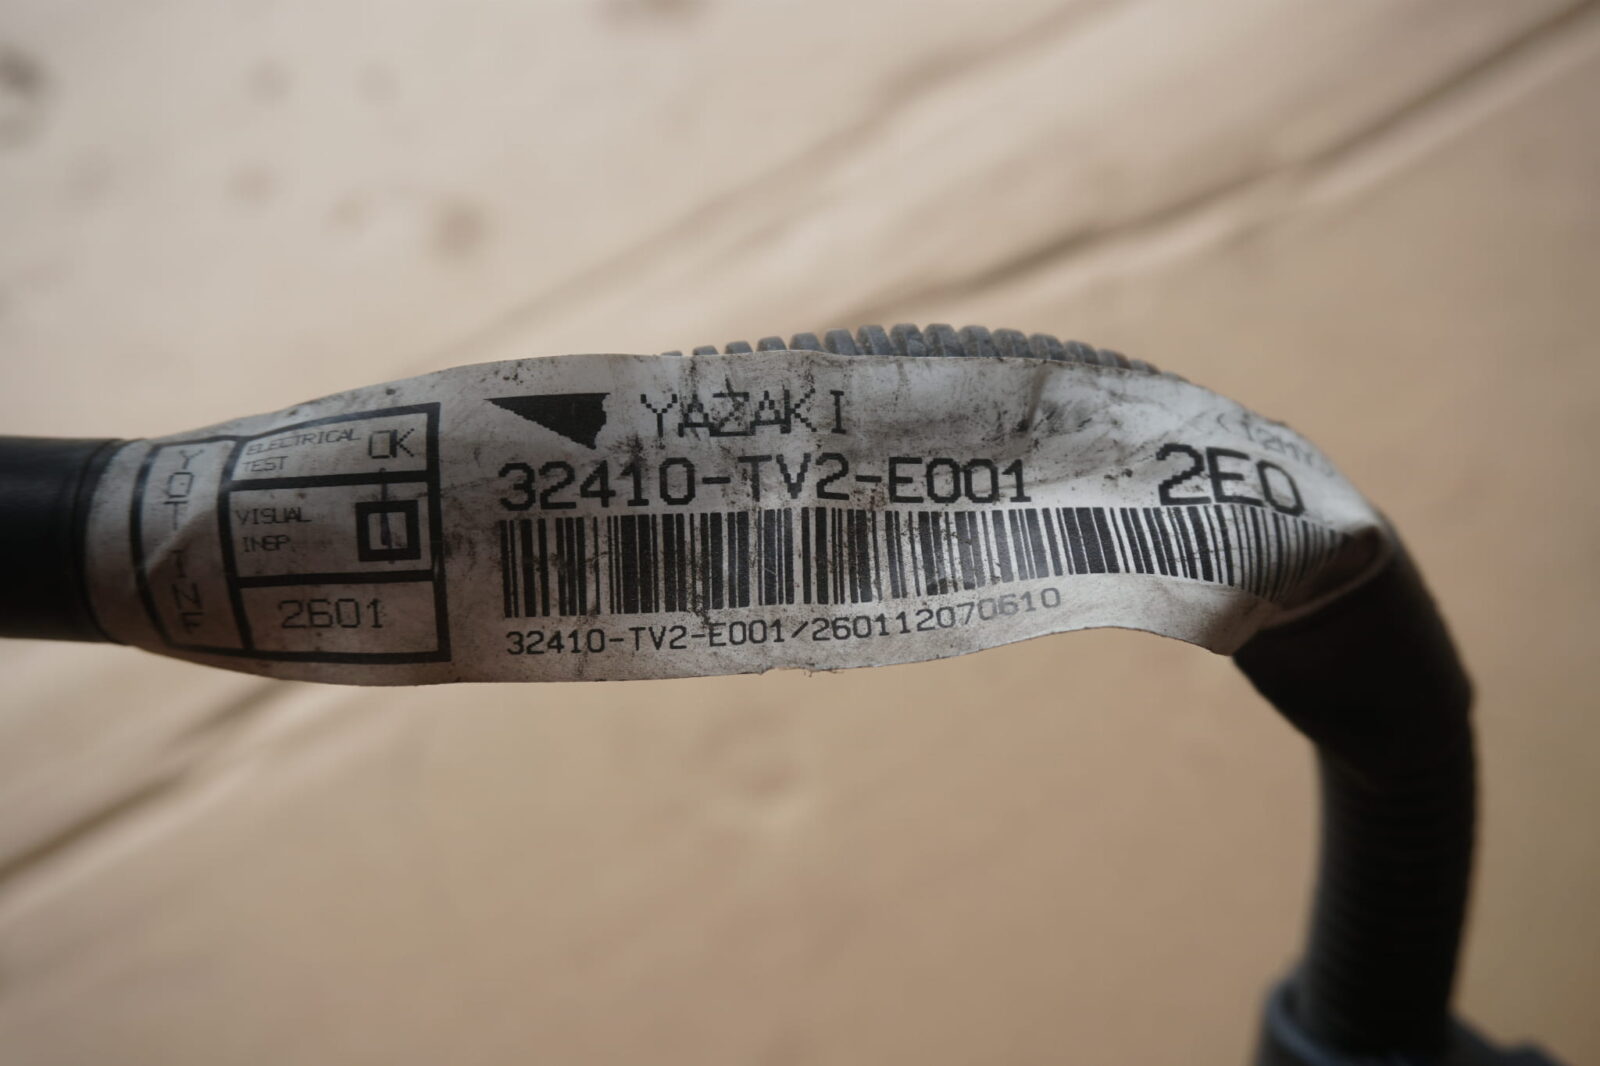 YAZAKI
32410-TV2-E001 2E0
32410-TV2-E001/260112070610
ELECTRICAL TEST OK
VISUAL INSP.
2601